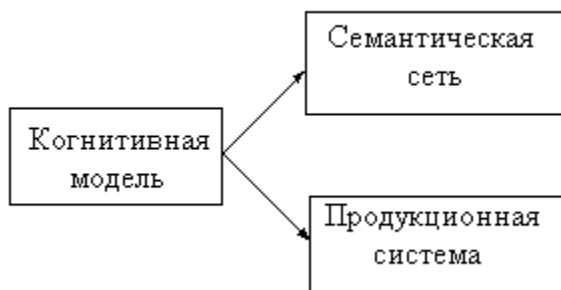 Семантическая
сеть
Когнитивная
модель
Продукционная
система